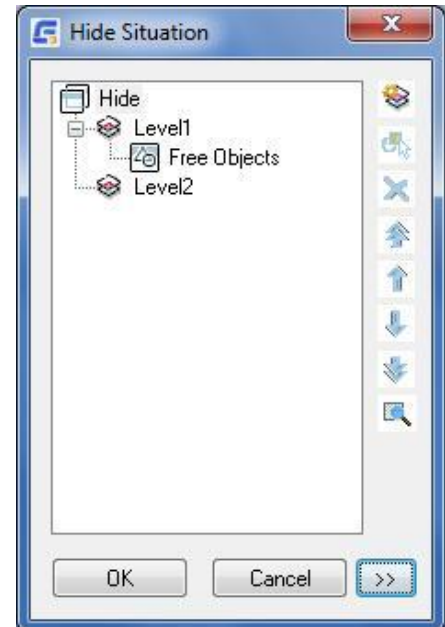 Hide Situation
Hide
Level1
Free Objects
Level2
OK
Cancel
>>